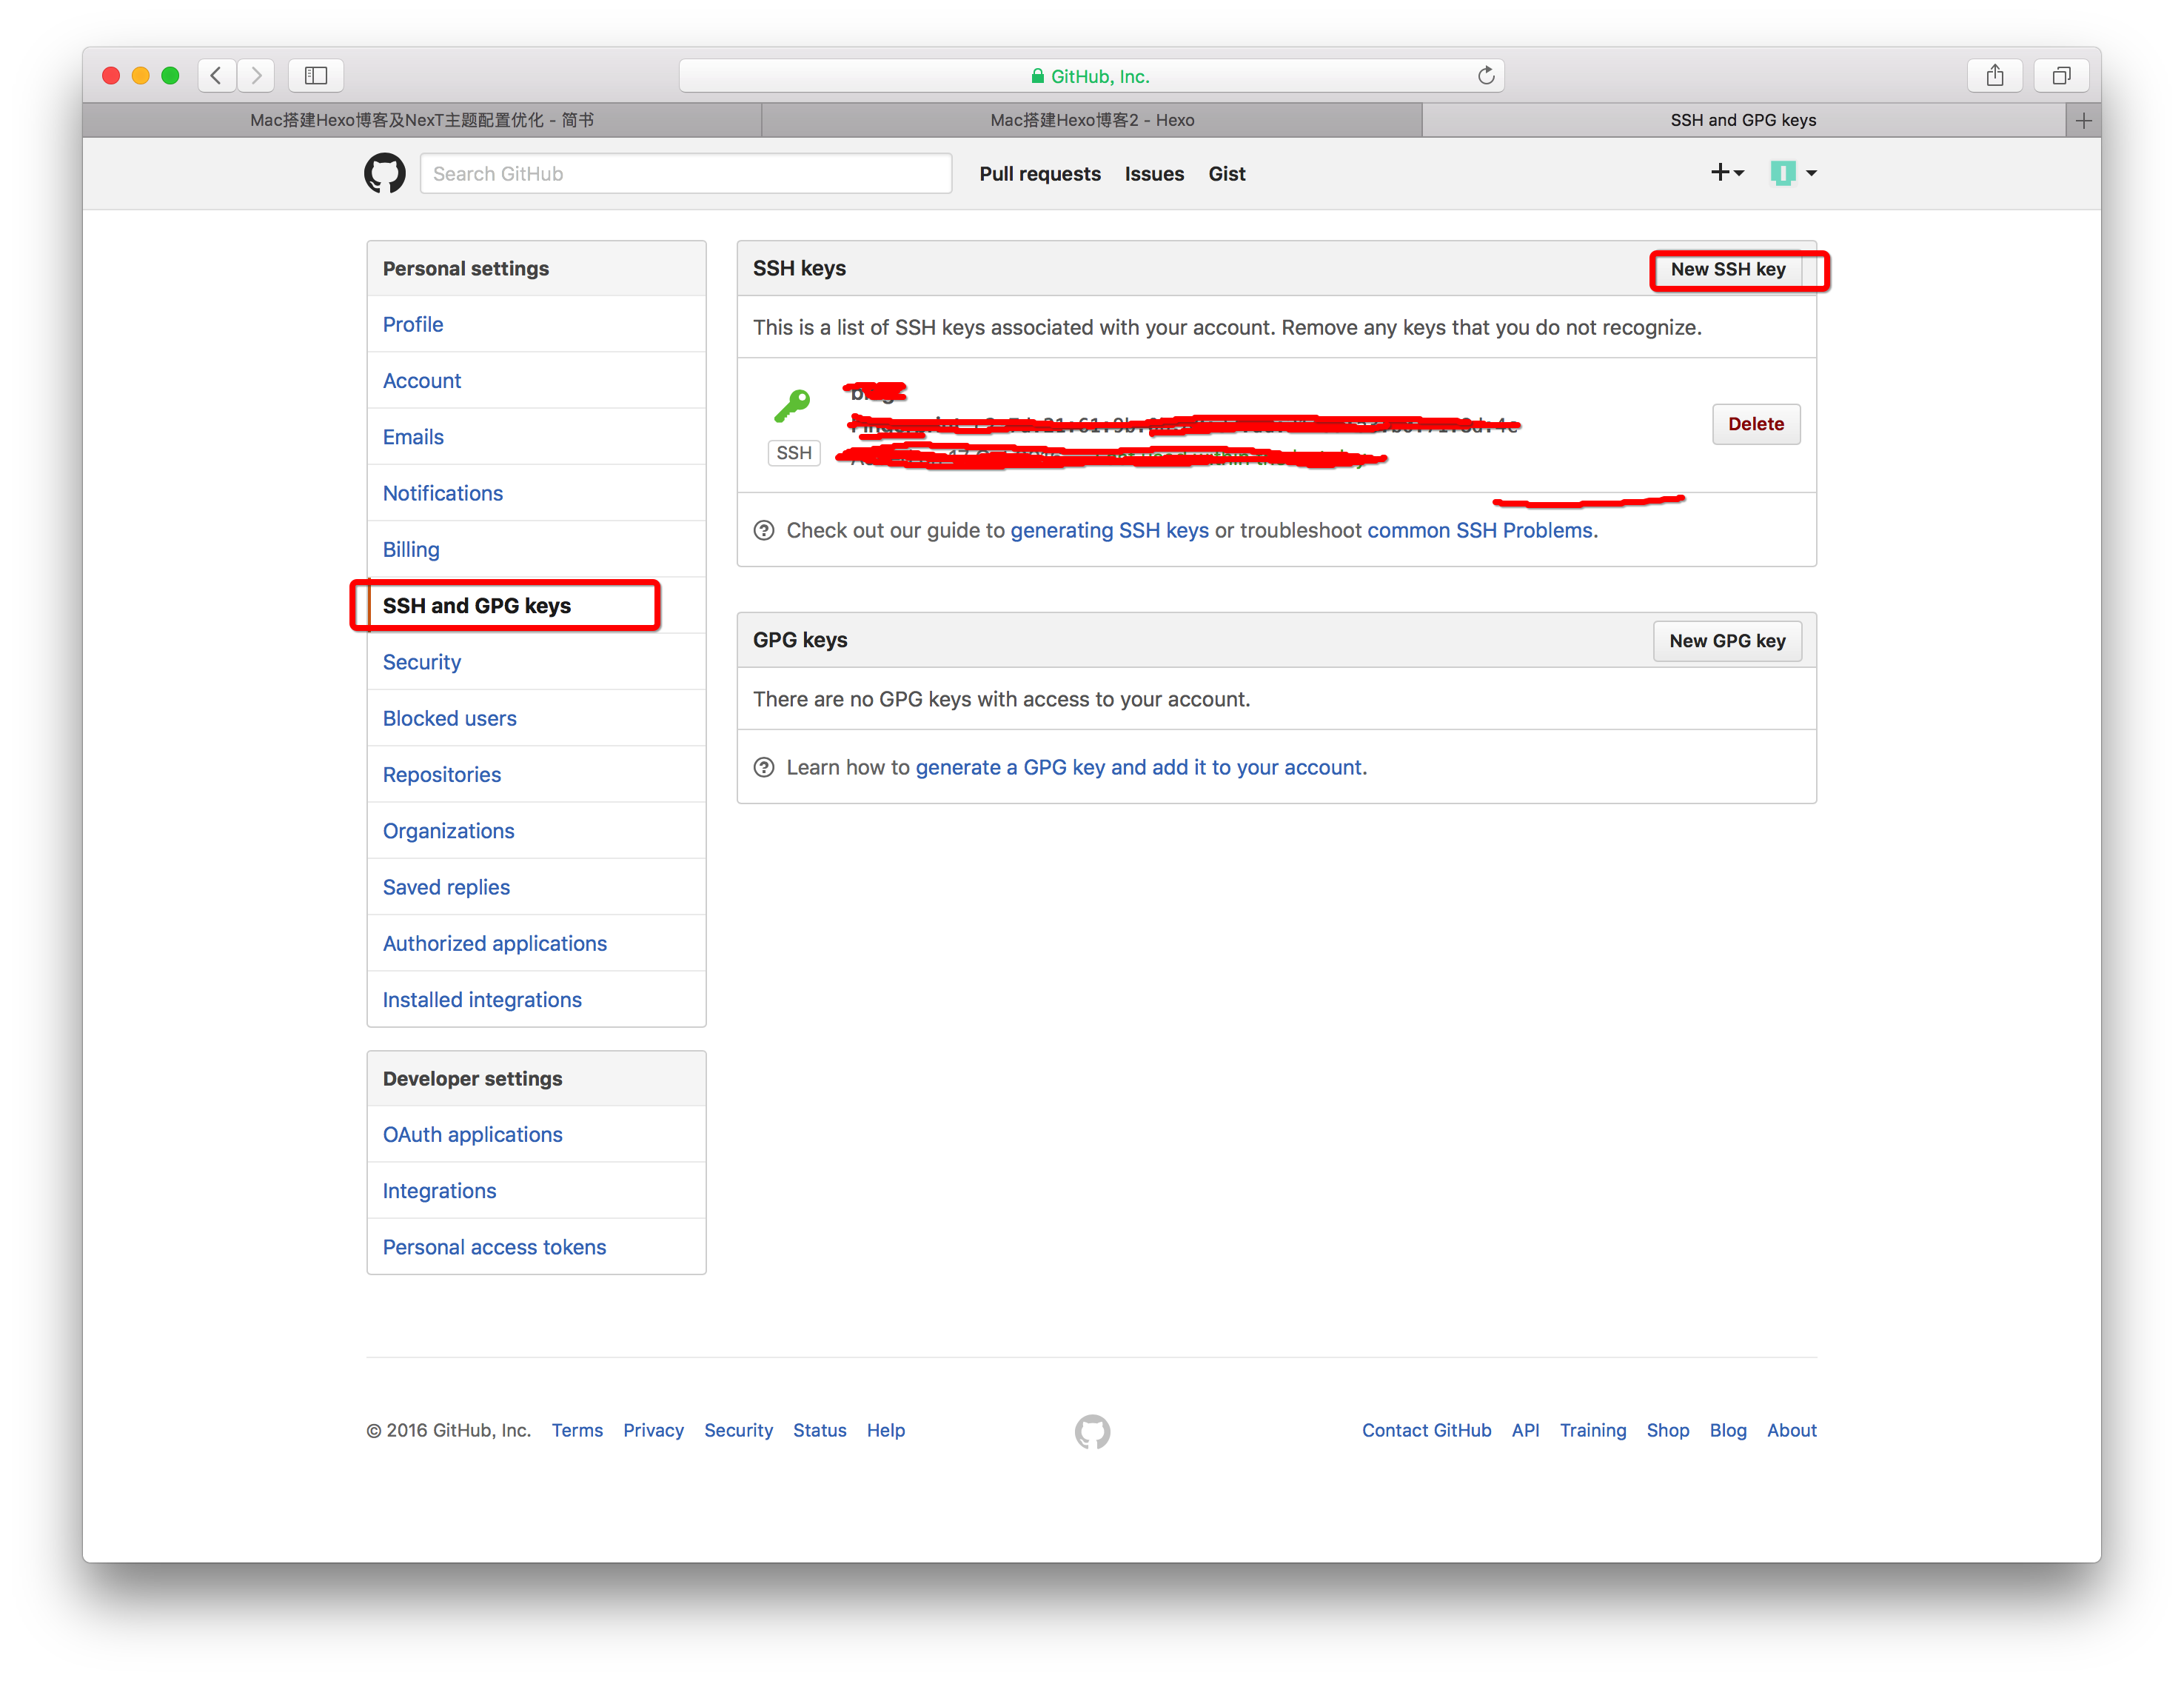 GitHub, Inc.
Mac搭建Hexo博客及NexT主题配置优化 - 简书
Mac搭建Hexo博客2 - Hexo
SSH and GPG keys
Search GitHub
Pull requests Issues Gist
Personal settings
Profile
Account
Emails
Notifications
Billing
SSH and GPG keys
Security
Blocked users
Repositories
Organizations
Saved replies
Authorized applications
Installed integrations
Developer settings
OAuth applications
Integrations
Personal access tokens
SSH keys
New SSH key
This is a list of SSH keys associated with your account. Remove any keys that you do not recognize.
SSH
Delete
Check out our guide to generating SSH keys or troubleshoot common SSH Problems.
GPG keys
New GPG key
There are no GPG keys with access to your account.
Learn how to generate a GPG key and add it to your account.
© 2016 GitHub, Inc. Terms Privacy Security Status Help
Contact GitHub API Training Shop Blog About